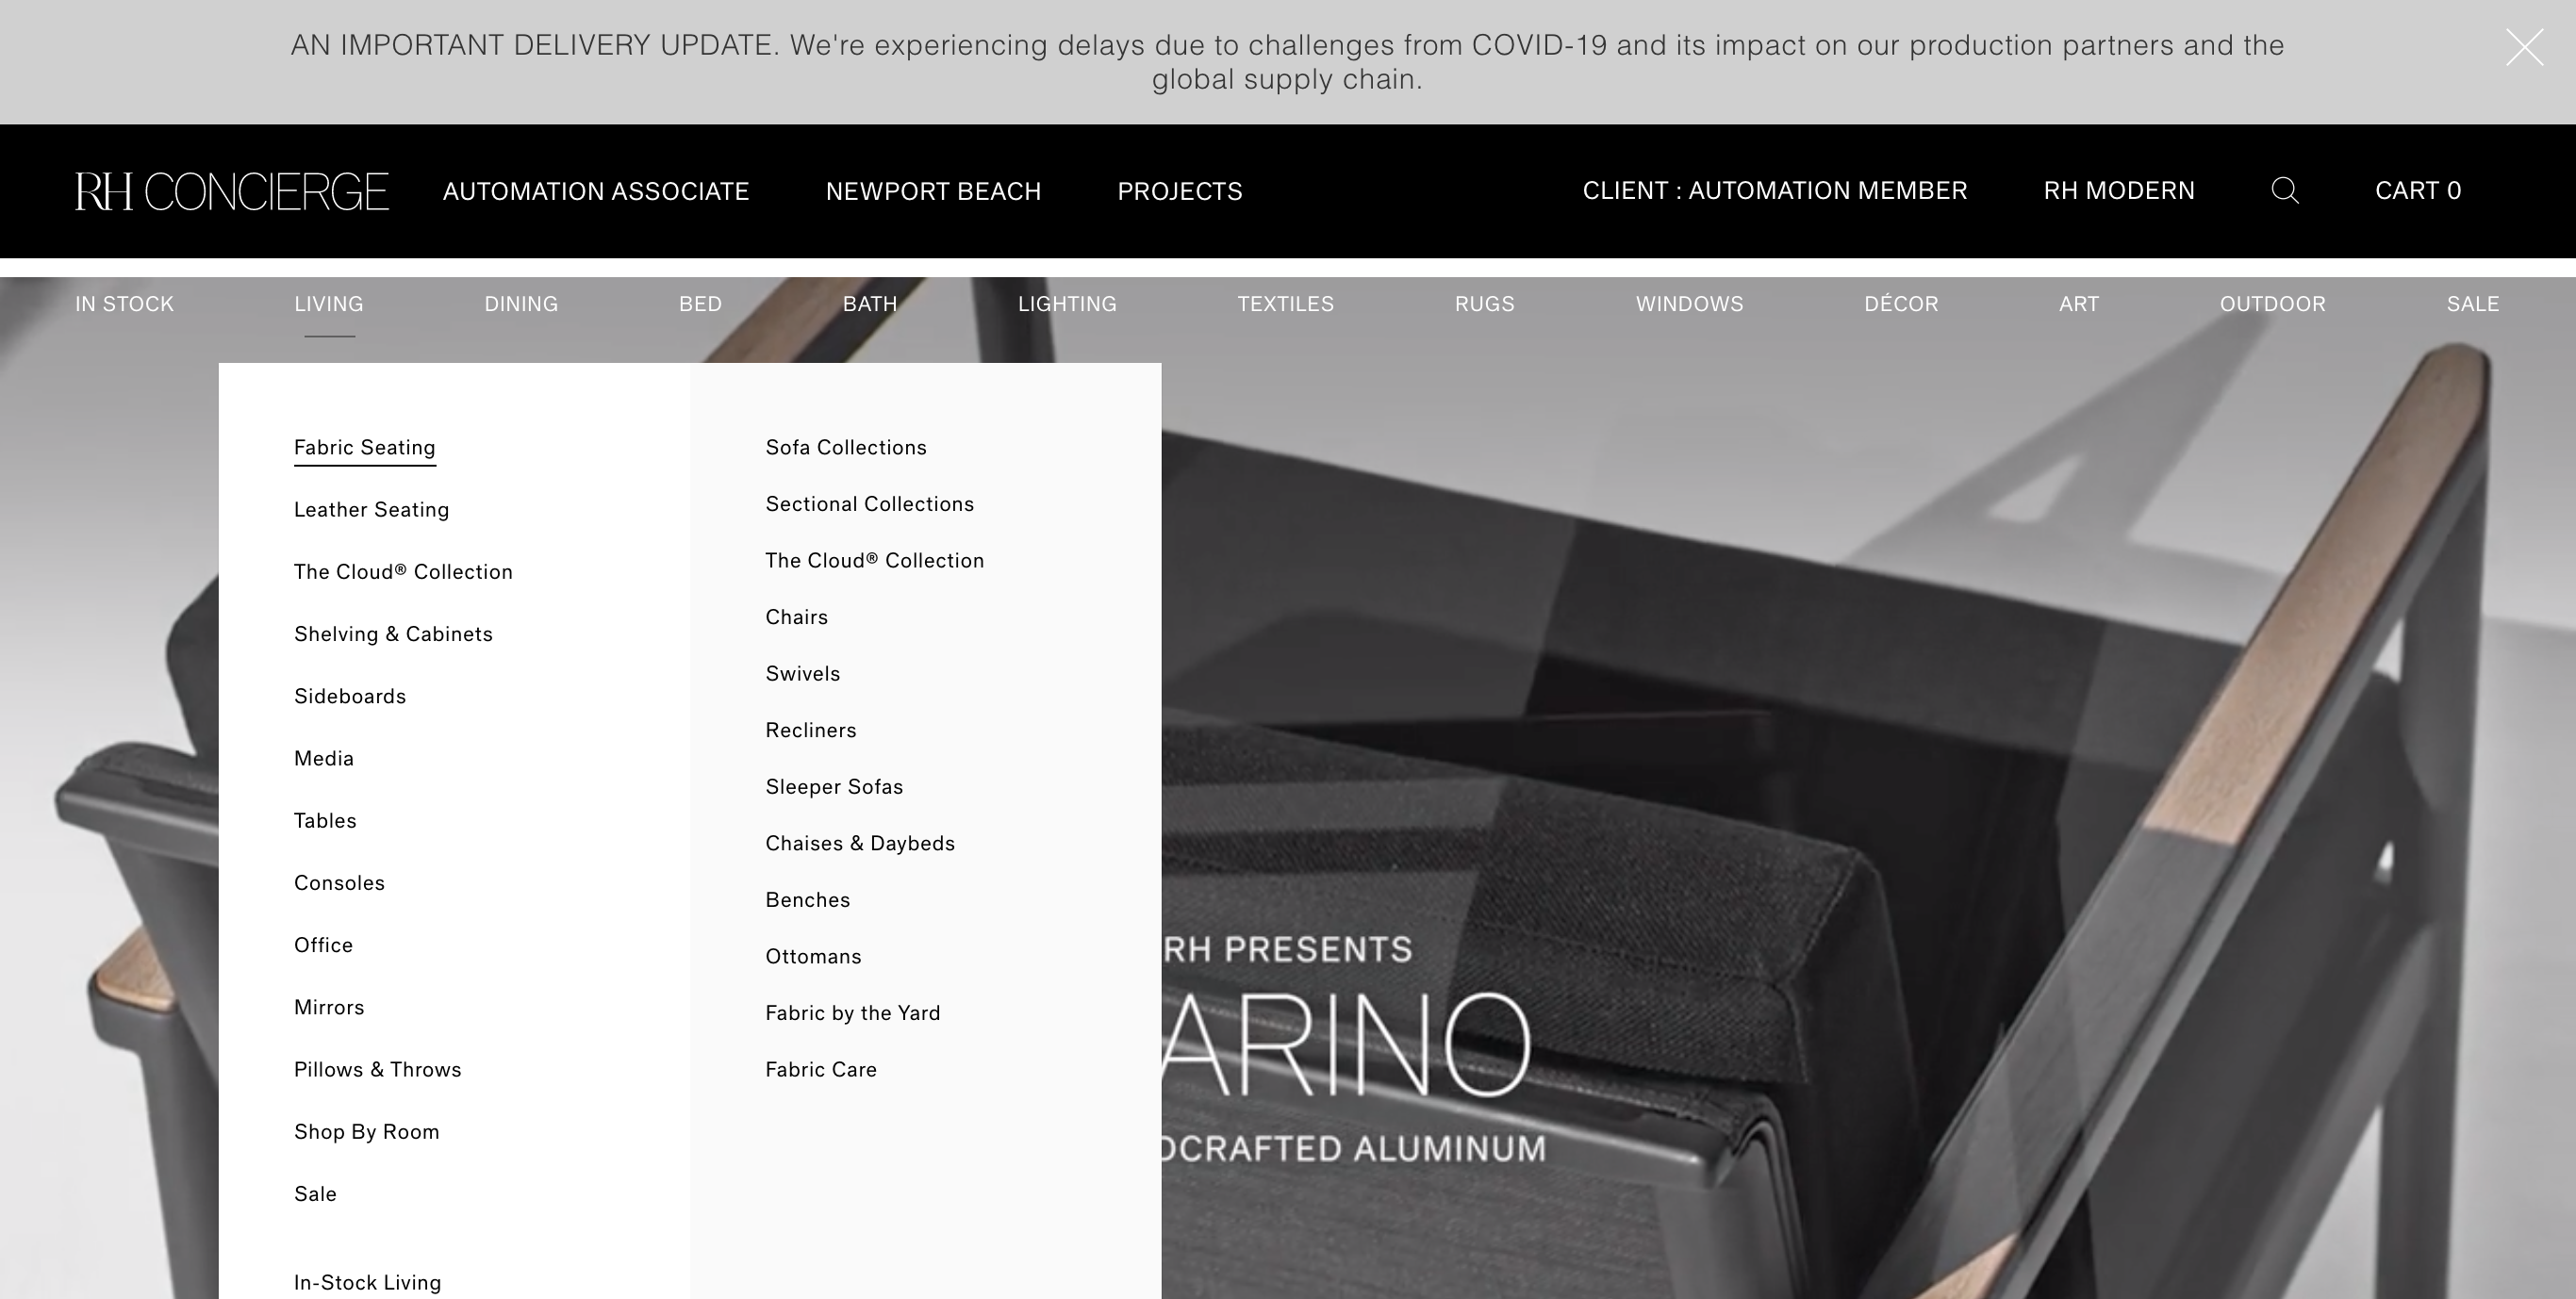 AN IMPORTANT DELIVERY UPDATE. We're experiencing delays due to challenges from COVID-19 and its impact on our production partners and the
global supply chain.
RH CONCIERGE
AUTOMATION ASSOCIATE
NEWPORT BEACH
PROJECTS
CLIENT : AUTOMATION MEMBER
RH MODERN
CART 0
IN STOCK
LIVING
DINING
BED
BATH
LIGHTING
TEXTILES
RUGS
WINDOWS
DÉCOR
ART
OUTDOOR
SALE
Fabric Seating
Leather Seating
The Cloud® Collection
Shelving & Cabinets
Sideboards
Media
Tables
Consoles
Office
Mirrors
Pillows & Throws
Shop By Room
Sale
In-Stock Living
Sofa Collections
Sectional Collections
The Cloud® Collection
Chairs
Swivels
Recliners
Sleeper Sofas
Chaises & Daybeds
Benches
Ottomans
Fabric by the Yard
Fabric Care
RH PRESENTS
ARINO
DCRAFTED ALUMINUM